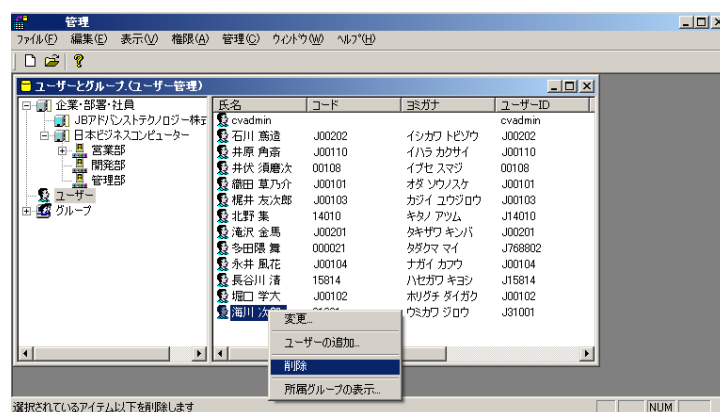 管理
ファイル(F) 編集(E) 表示(V) 権限(A) 管理(C) ウィンドウ(W) ヘルプ(H)
ユーザーとグループ.(ユーザー管理)
企業・部署・社員
JBアドバンストテクノロジー株式
日本ビジネスコンピューター
営業部
開発部
管理部
ユーザー
グループ
氏名 コード ヨミガナ ユーザーID
cvadmin cvadmin
石川 蔦造 J00202 イシカワ トビゾウ J00202
井原 角斎 J00110 イハラ カクサイ J00110
井伏 須磨次 00108 イブセ スマジ 00108
織田 草乃介 J00101 オダ ソウノスケ J00101
梶井 友次郎 J00103 カジイ ユウジロウ J00103
北野 集 14010 キタノ アツム J14010
滝沢 金馬 J00201 タキザワ キンバ J00201
多田隈 舞 000021 タダクマ マイ J768802
永井 風花 J00104 ナガイ カフウ J00104
長谷川 清 15814 ハセガワ キヨシ J15814
堀口 学大 J00102 ホリグチ ダイガク J00102
海川 次郎 ウミカワ ジロウ J31001
変更...
ユーザーの追加...
削除
所属グループの表示...
選択されているアイテム以下を削除します
NUM